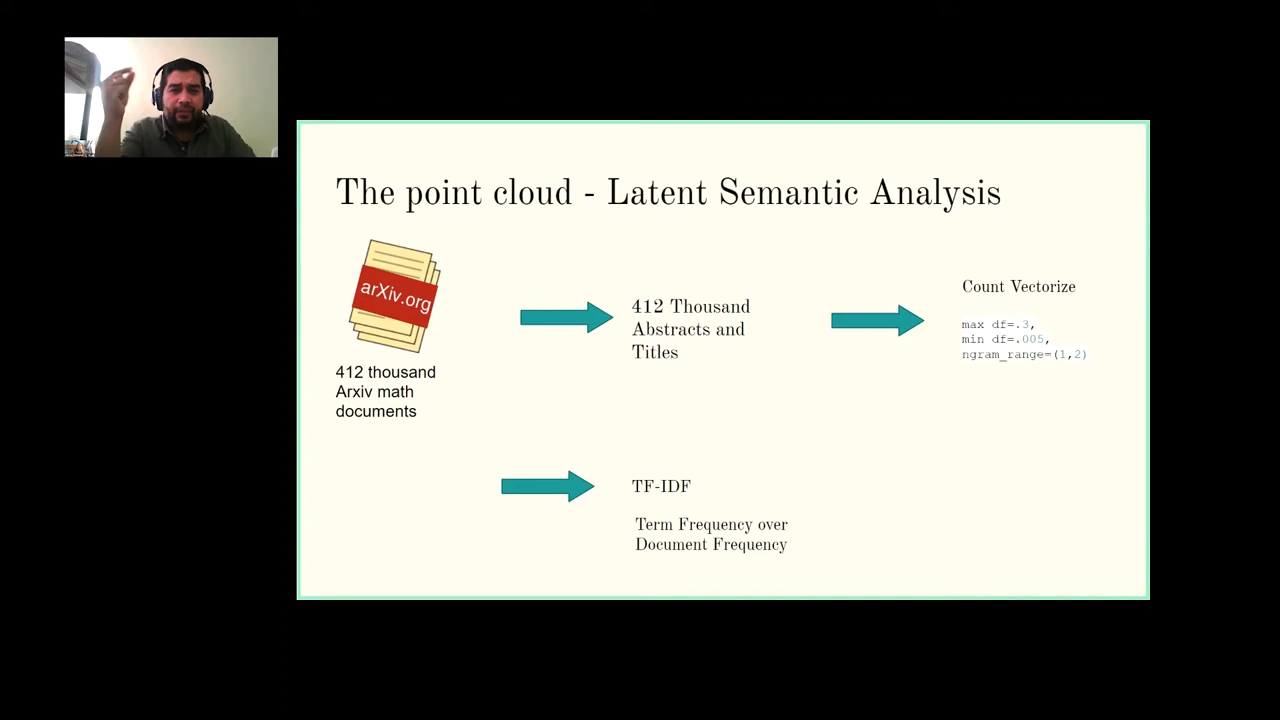 The point cloud - Latent Semantic Analysis
arXiv.org
412 thousand
Arxiv math
documents
412 Thousand
Abstracts and
Titles
Count Vectorize
max df=.3,
min df=.005,
ngram_range=(1,2)
TF-IDF
Term Frequency over
Document Frequency